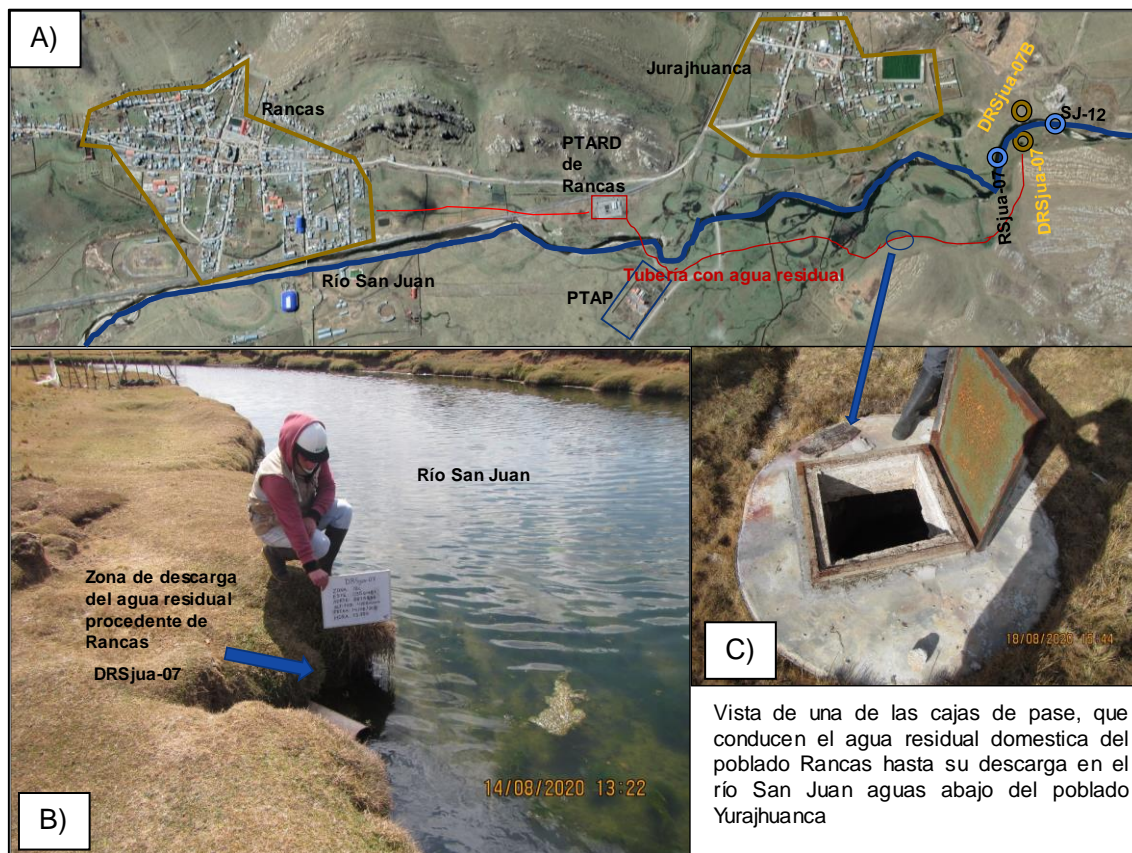 A)
Rancas
Jurajhuanca
PTARD
de
Rancas
DRSjua-07B
SJ-12
RSjua-07
DRSjua-07
Río San Juan
Tubería con agua residual
PTAP
Río San Juan
Zona de descarga
del agua residual
procedente de
Rancas
DRSjua-07
14/08/2020 13:22
B)
18/08/2020 15:44
C)
Vista de una de las cajas de pase, que
conducen el agua residual domestica del
poblado Rancas hasta su descarga en el
río San Juan aguas abajo del poblado
Yurajhuanca